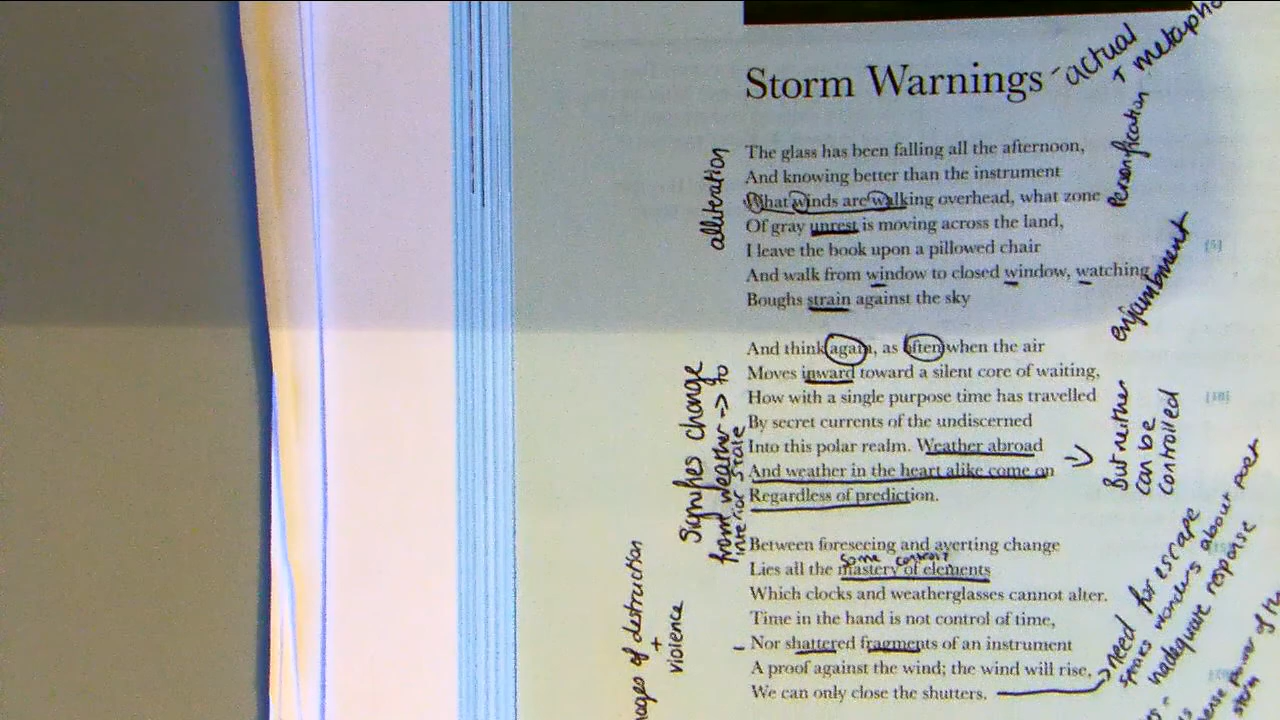 Storm Warnings - actual
+ metapho
The glass has been falling all the afternoon,
And knowing better than the instrument
What winds are walking overhead, what zone
Of gray unrest is moving across the land,
I leave the book upon a pillowed chair
And walk from window to closed window, watching
Boughs strain against the sky
alliteration
Personification
[5]
enjambment
And think again, as often when the air
Moves inward toward a silent core of waiting,
How with a single purpose time has travelled
By secret currents of the undiscerned
Into this polar realm. Weather abroad
And weather in the heart alike come on
Regardless of prediction.
[10]
Signifies change
from weather -> to
interior state
But neither
can be
controlled
Between foreseeing and averting change
Lies all the mastery of elements
some control?
Which clocks and weatherglasses cannot alter.
Time in the hand is not control of time,
Nor shattered fragments of an instrument
A proof against the wind; the wind will rise,
We can only close the shutters.
mages of destruction
+
violence
need for escape
wonders about poet
inadequate response
ense power of th
storm